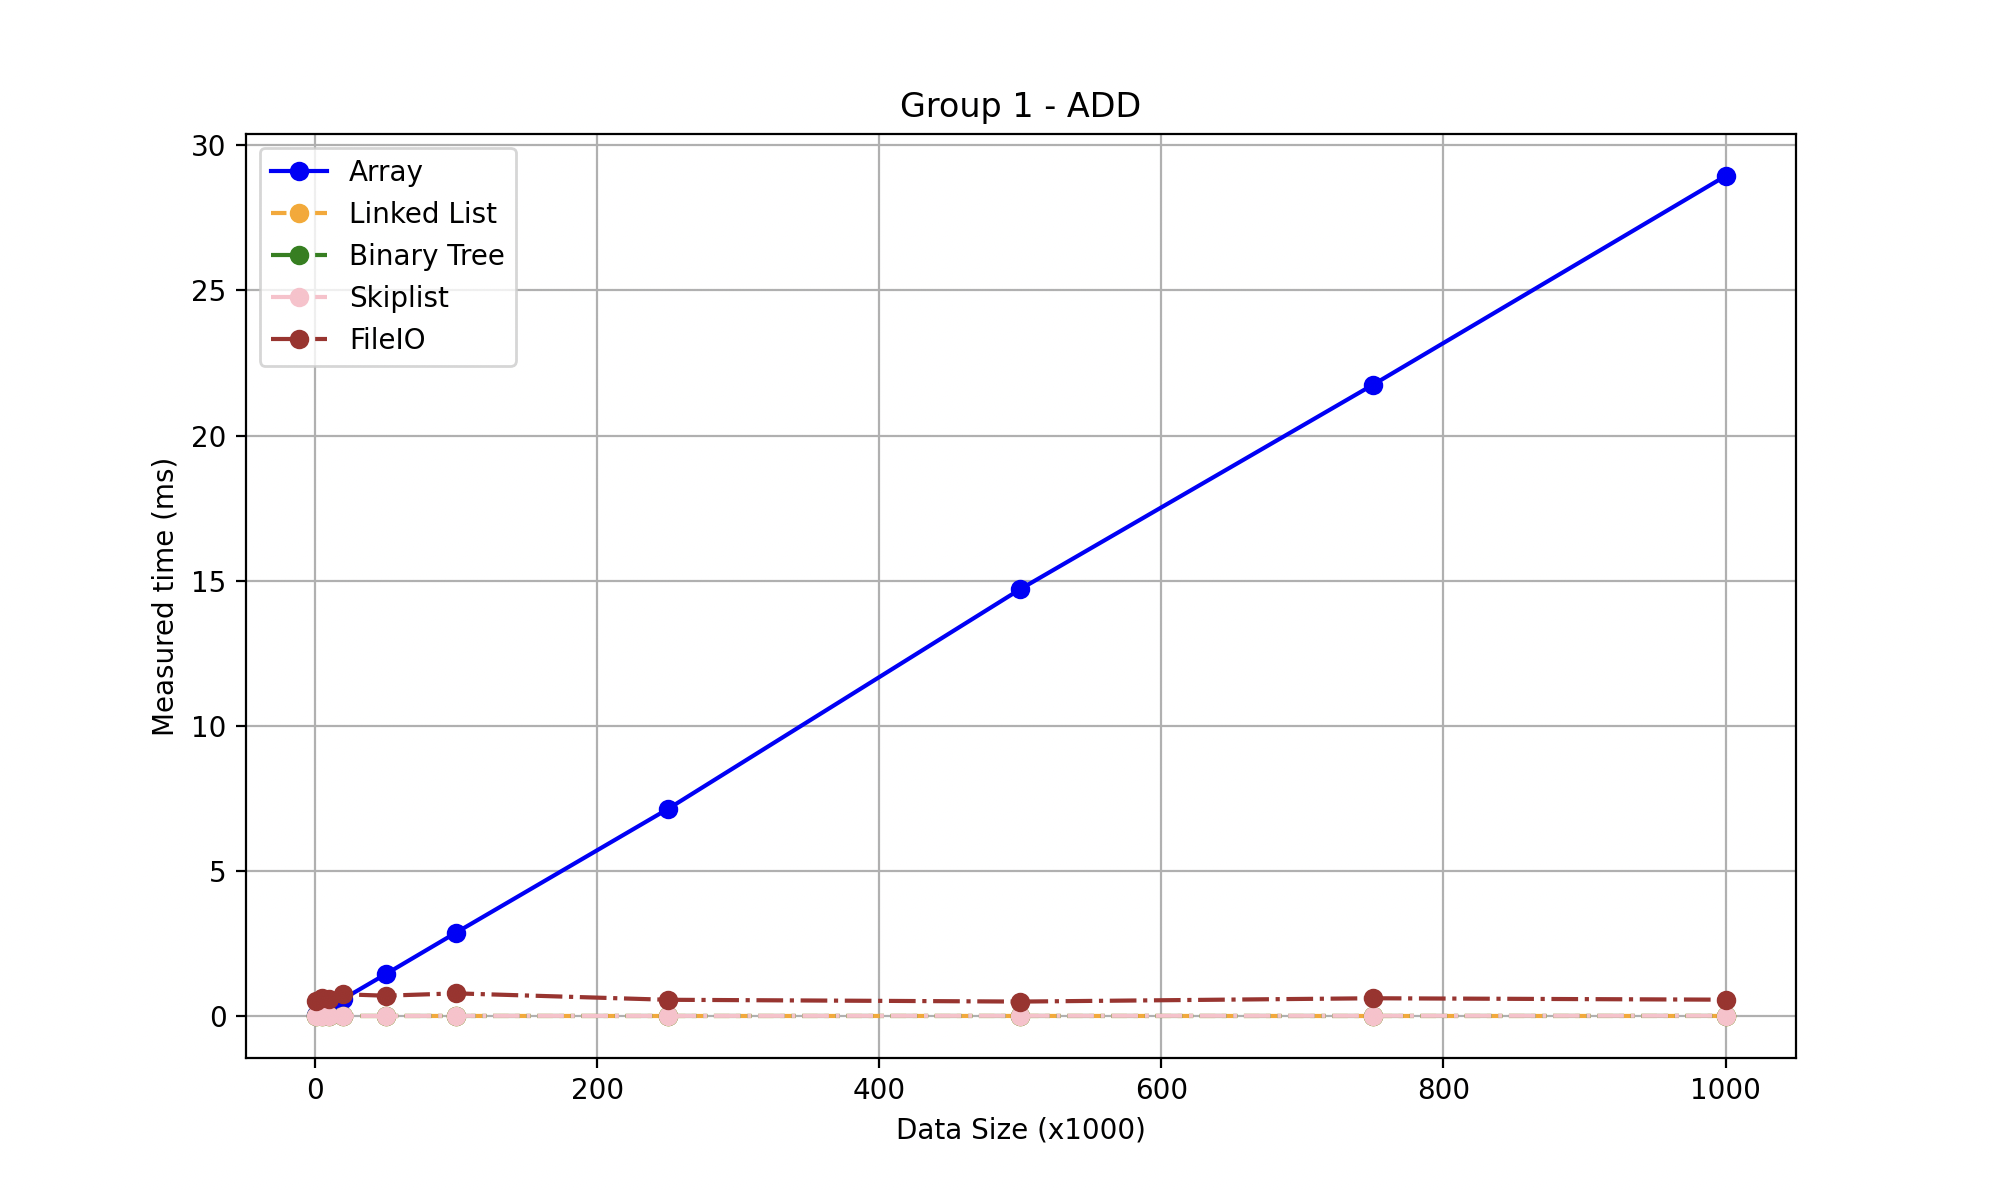 Group 1 - ADD
30
25
20
15
10
5
0
Measured time (ms)
Array
Linked List
Binary Tree
Skiplist
FileIO
0 200 400 600 800 1000
Data Size (x1000)